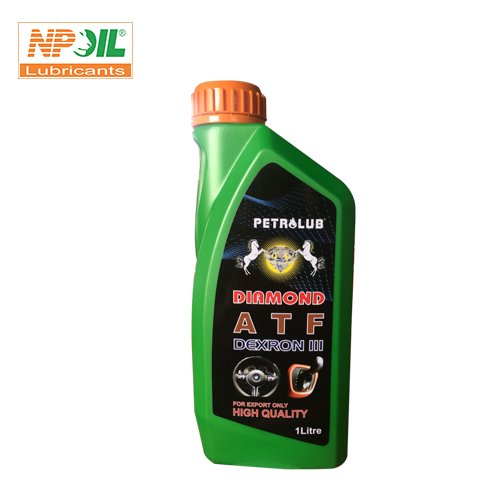 NPOIL
Lubricants
PETROLUB
DIAMOND
ATF
DEXRON III
FOR EXPORT ONLY
HIGH QUALITY
1Litre